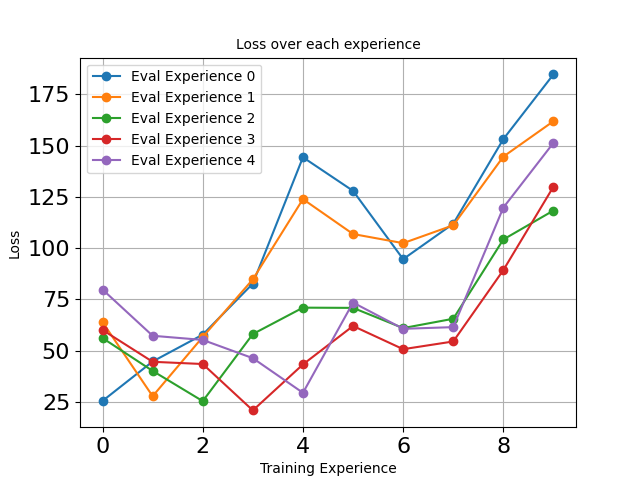 Loss over each experience
Eval Experience 0
Eval Experience 1
Eval Experience 2
Eval Experience 3
Eval Experience 4
Loss
175
150
125
100
75
50
25
0 2 4 6 8
Training Experience